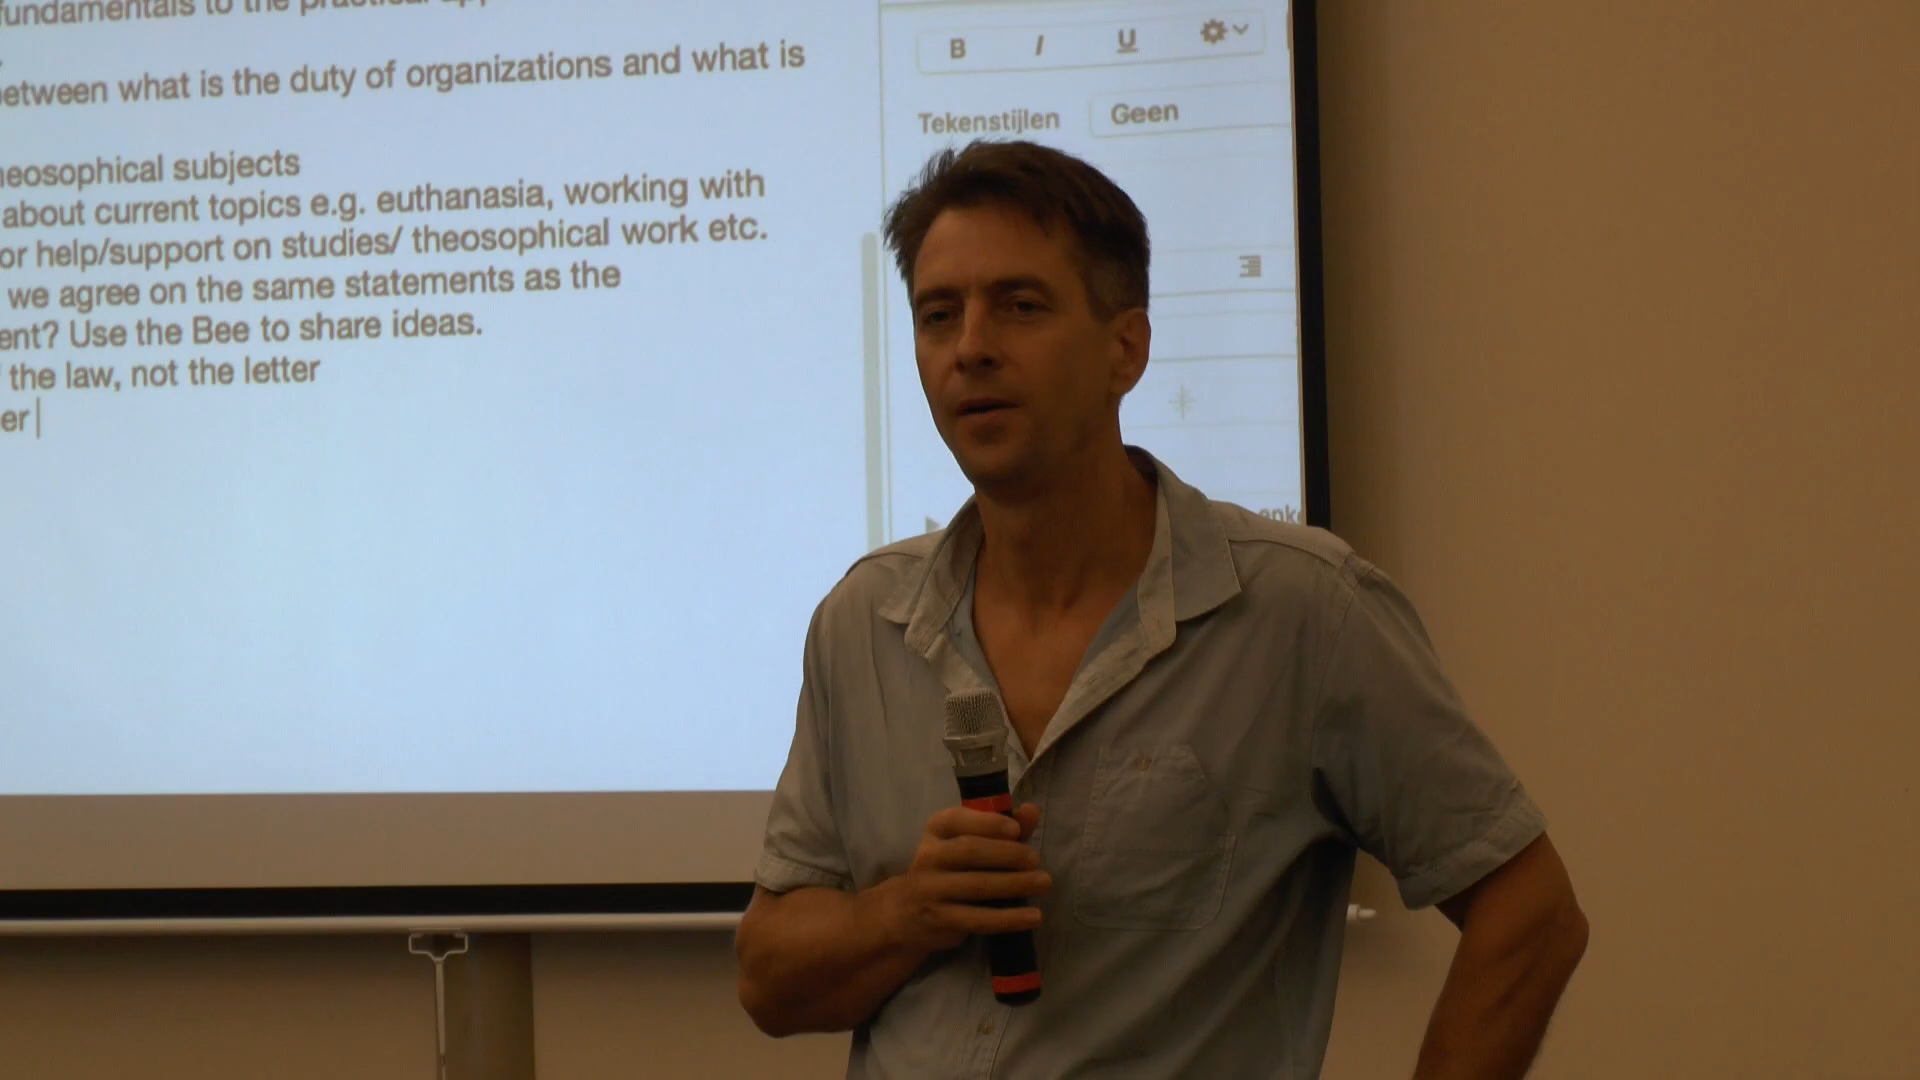 fundamentals to the practical
between what is the duty of organizations and what is
theosophical subjects
about current topics e.g. euthanasia, working with
or help/support on studies/ theosophical work etc.
we agree on the same statements as the
ent? Use the Bee to share ideas.
the law, not the letter
er
B I U
Tekenstijlen Geen